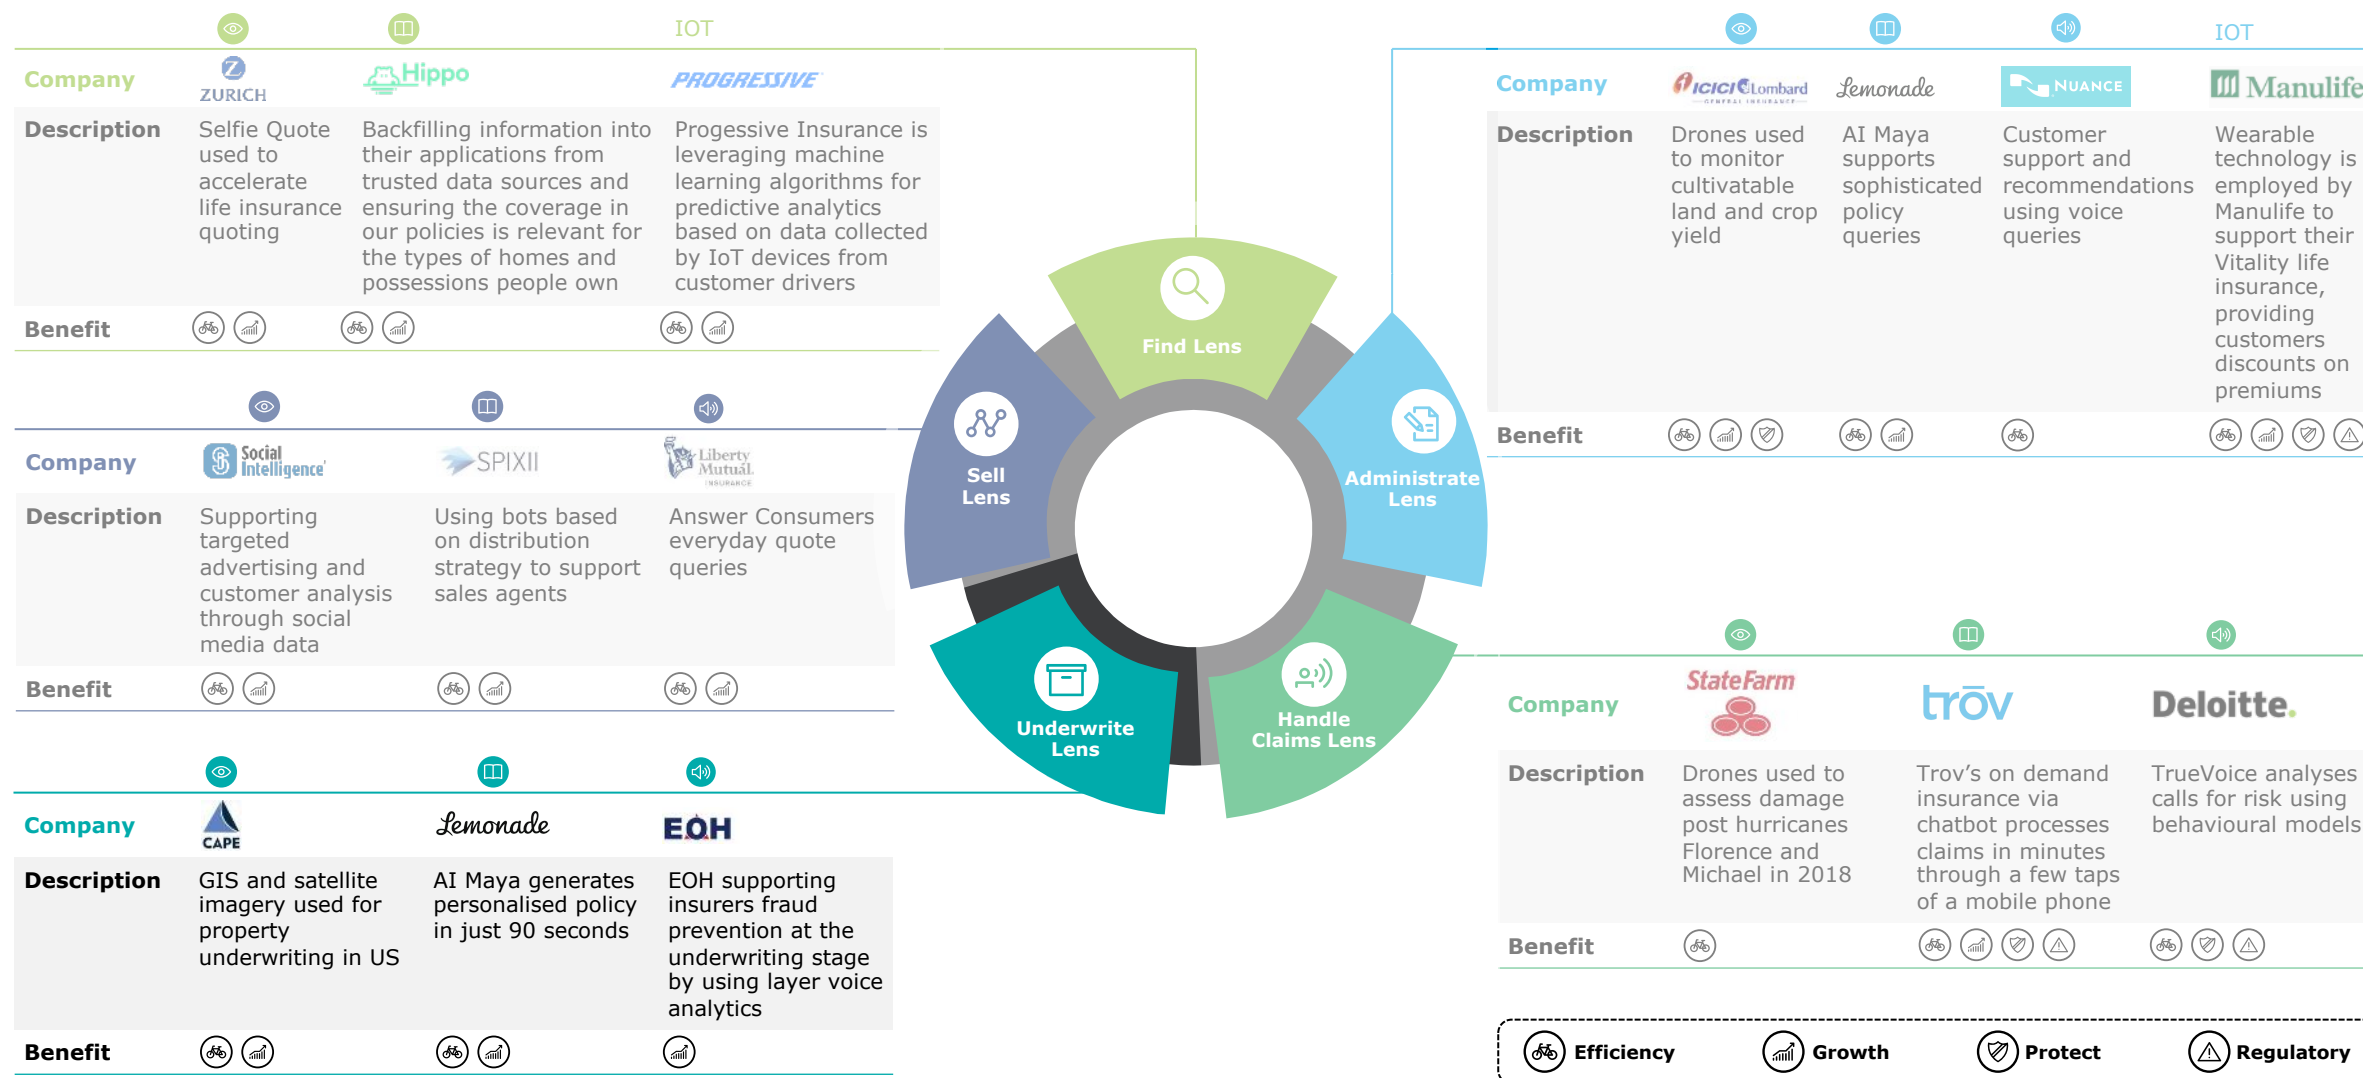 IOT
Company
ZURICH
Hippo
PROGRESSIVE
Description
Selfie Quote
used to
accelerate
life insurance
quoting
Backfilling information into
their applications from
trusted data sources and
ensuring the coverage in
our policies is relevant for
the types of homes and
possessions people own
Progessive Insurance is
leveraging machine
learning algorithms for
predictive analytics
based on data collected
by IoT devices from
customer drivers
Benefit
Company
Social
Intelligence
SPIXII
Liberty
Mutual
INSURANCE
Description
Supporting
targeted
advertising and
customer analysis
through social
media data
Using bots based
on distribution
strategy to support
sales agents
Answer Consumers
everyday quote
queries
Benefit
Company
CAPE
Lemonade
EOH
Description
GIS and satellite
imagery used for
property
underwriting in US
AI Maya generates
personalised policy
in just 90 seconds
EOH supporting
insurers fraud
prevention at the
underwriting stage
by using layer voice
analytics
Benefit
Find Lens
Sell
Lens
Administrate
Lens
Underwrite
Lens
Handle
Claims Lens
IOT
Company
ICICI Lombard
GENERAL INSURANCE
Lemonade
NUANCE
Manulife
Description
Drones used
to monitor
cultivatable
land and crop
yield
AI Maya
supports
sophisticated
policy
queries
Customer
support and
recommendations
using voice
queries
Wearable
technology is
employed by
Manulife to
support their
Vitality life
insurance,
providing
customers
discounts on
premiums
Benefit
Company
State Farm
trōv
Deloitte.
Description
Drones used to
assess damage
post hurricanes
Florence and
Michael in 2018
Trov's on demand
insurance via
chatbot processes
claims in minutes
through a few taps
of a mobile phone
TrueVoice analyses
calls for risk using
behavioural models
Benefit
Efficiency
Growth
Protect
Regulatory